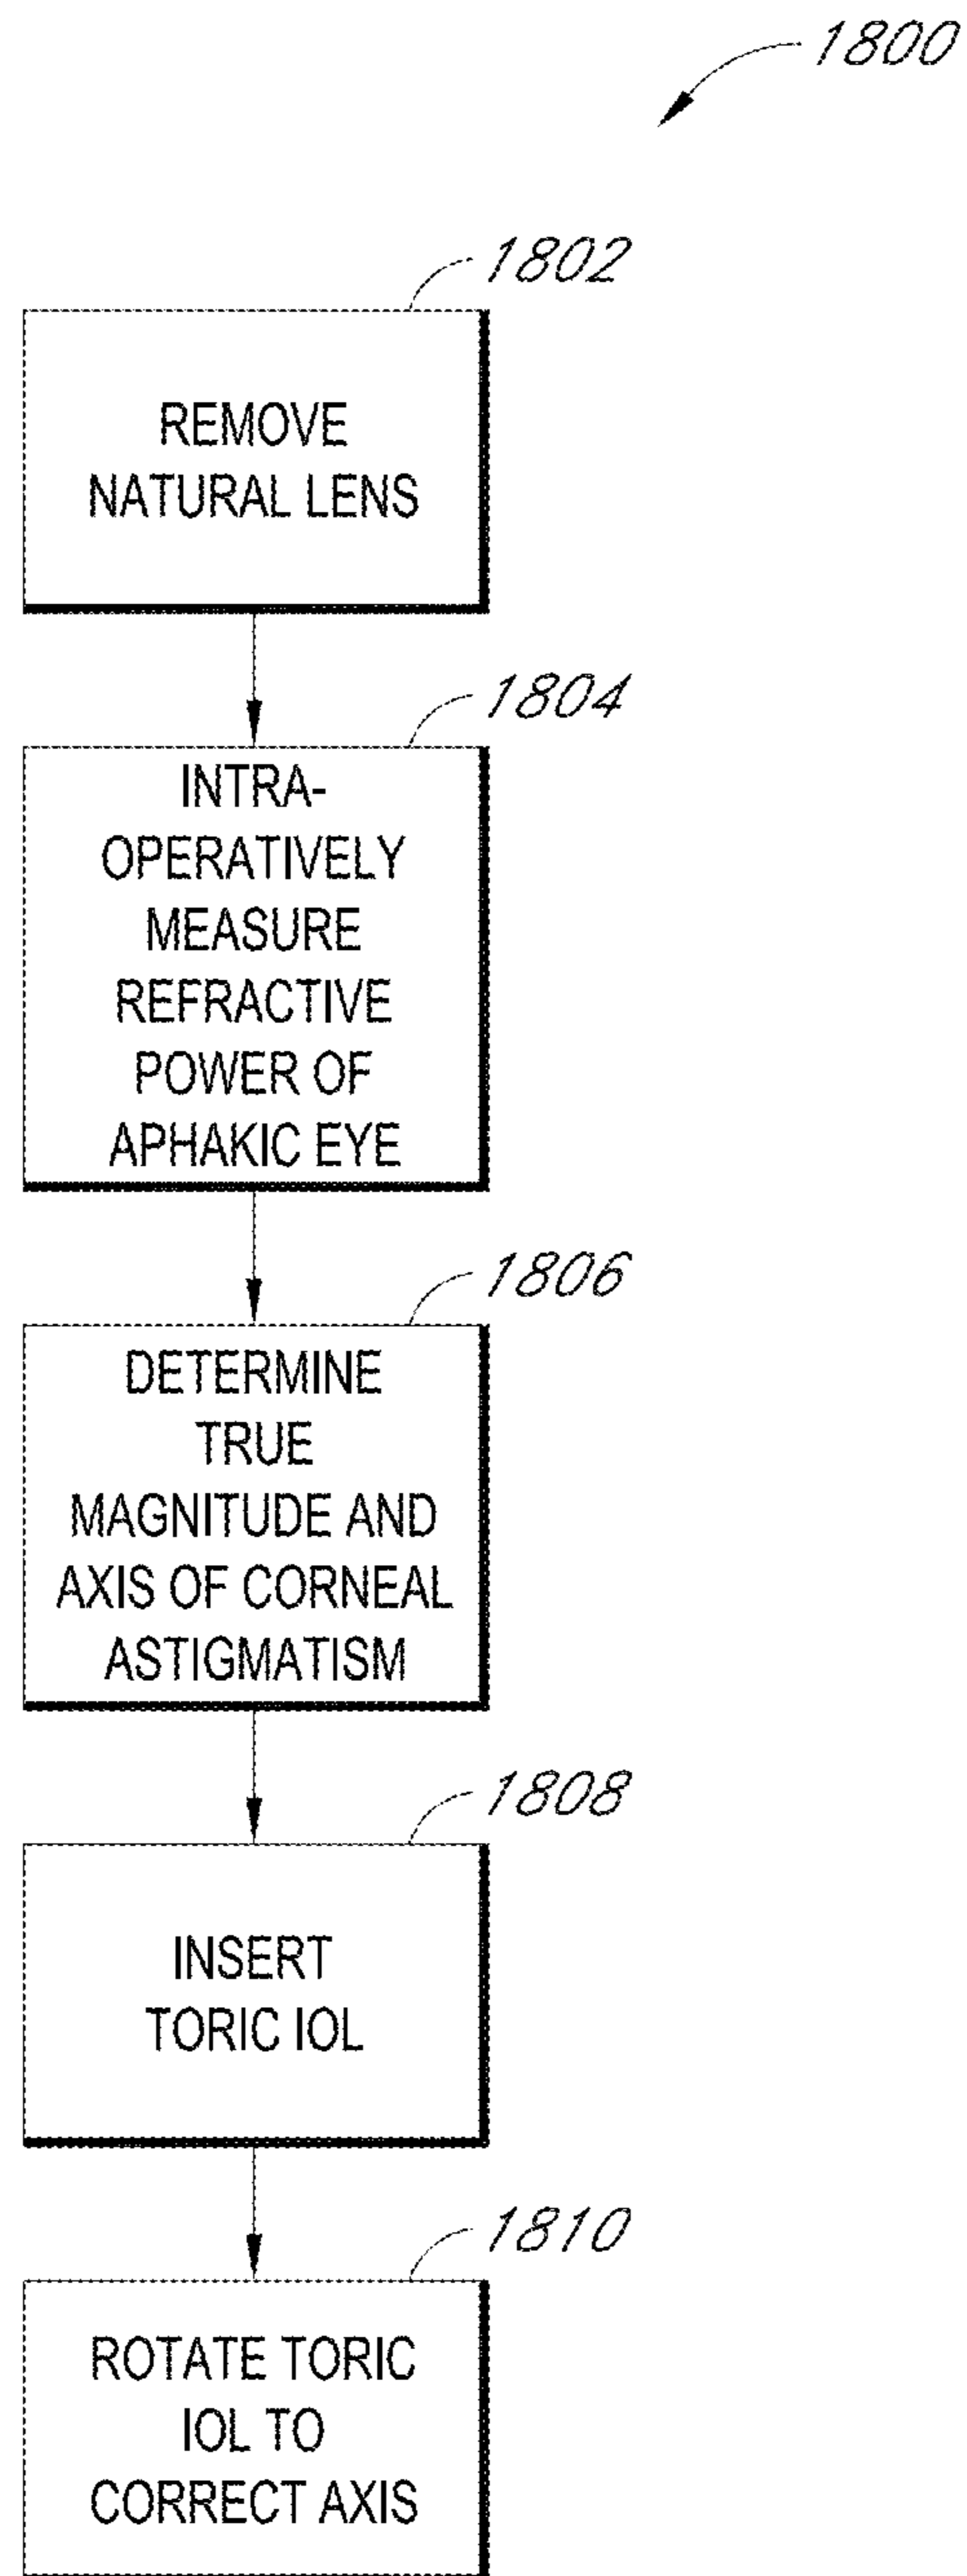 1800
1802
REMOVE
NATURAL LENS
1804
INTRA-
OPERATIVELY
MEASURE
REFRACTIVE
POWER OF
APHAKIC EYE
1806
DETERMINE
TRUE
MAGNITUDE AND
AXIS OF CORNEAL
ASTIGMATISM
1808
INSERT
TORIC IOL
1810
ROTATE TORIC
IOL TO
CORRECT AXIS